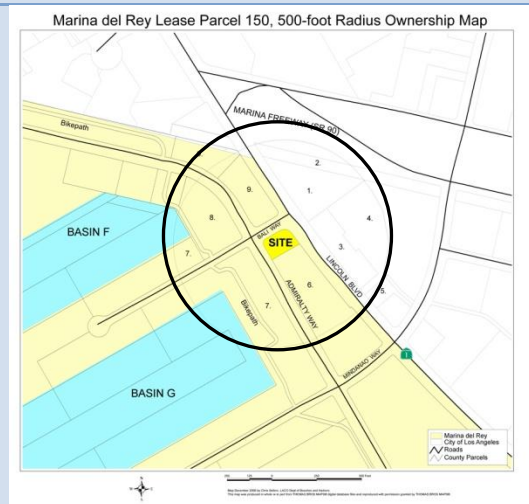 Marina del Rey Lease Parcel 150, 500-foot Radius Ownership Map
MARINA FREEWAY (SR 90)
Bikepath
2.
9.
1.
8.
4.
BALI WAY
BASIN F
SITE
3.
7.
LINCOLN BLVD
6.
5.
ADMIRALTY WAY
7.
Bikepath
1
MINDANAO WAY
BASIN G
Marina del Rey
City of Los Angeles
Roads
County Parcels